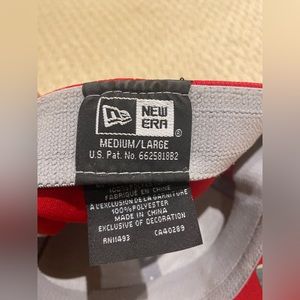 NEW
ERA
®
MEDIUM/LARGE
U.S. Pat. No. 6625818B2
FABRIQUÉ EN CHINE
À L'EXCLUSION DE LA GARNITURE
100% POLYESTER
MADE IN CHINA
EXCLUSIVE OF DECORATION
RN11493 CA40289